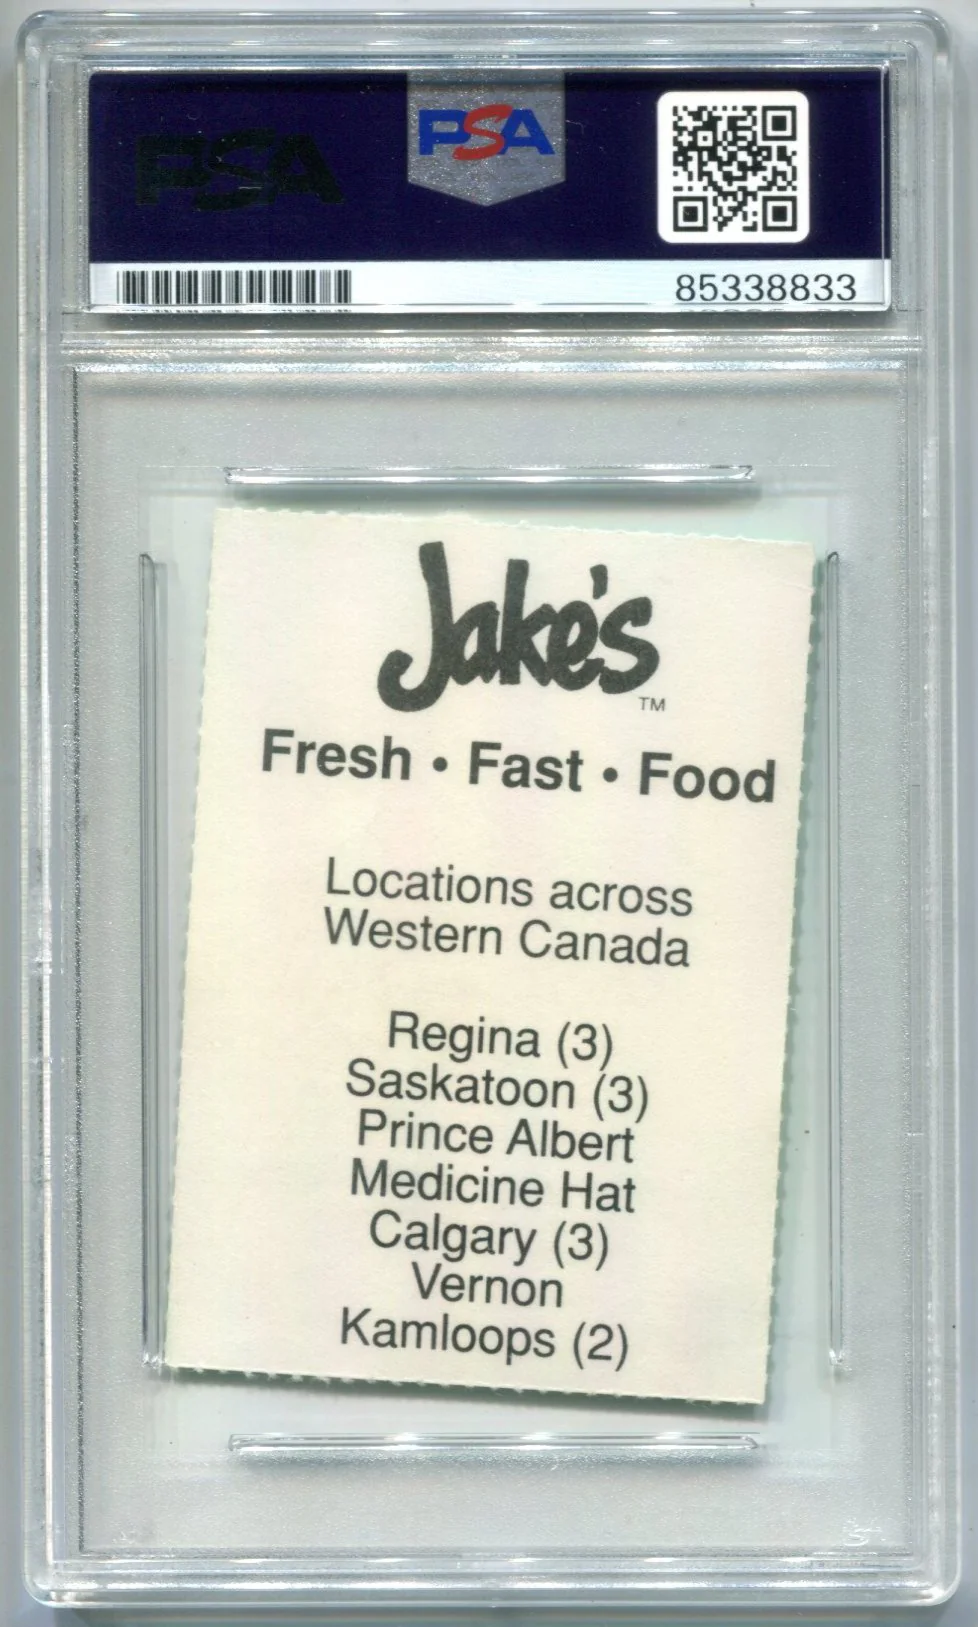 PSA
PSA
85338833
Jake's
TM
Fresh • Fast • Food
Locations across
Western Canada
Regina (3)
Saskatoon (3)
Prince Albert
Medicine Hat
Calgary (3)
Vernon
Kamloops (2)